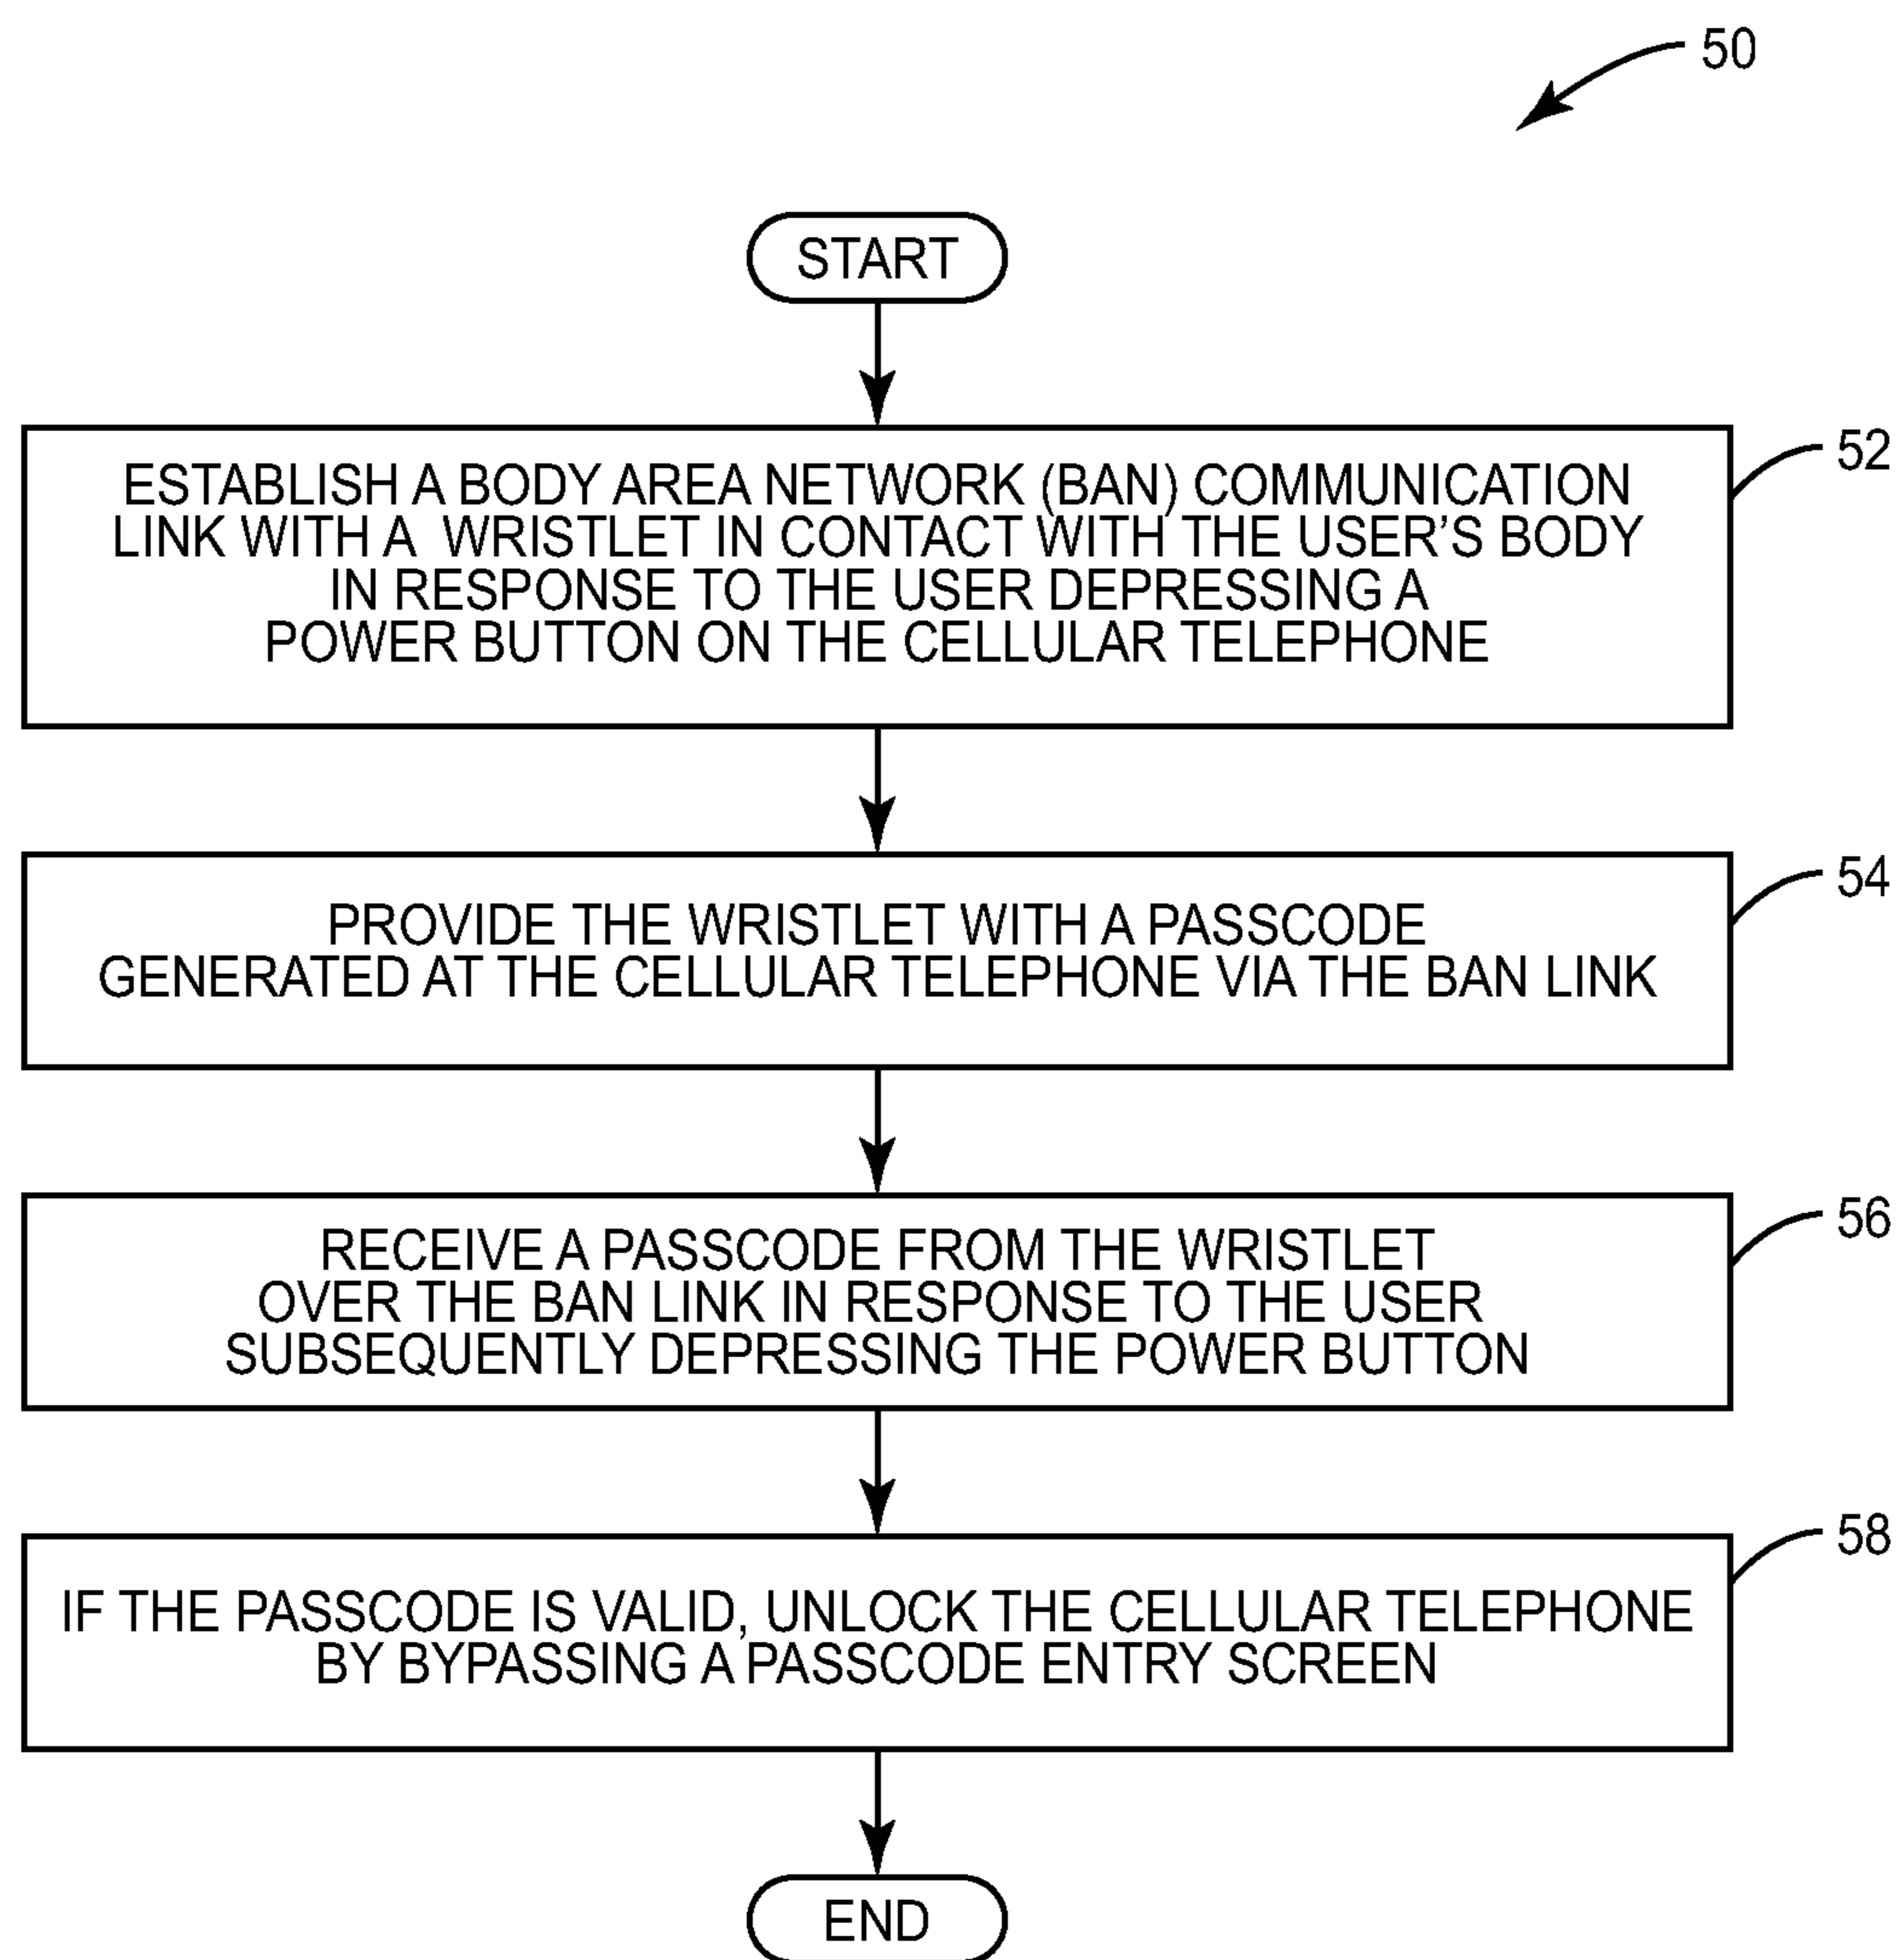 50
START
52
ESTABLISH A BODY AREA NETWORK (BAN) COMMUNICATION
LINK WITH A WRISTLET IN CONTACT WITH THE USER'S BODY
IN RESPONSE TO THE USER DEPRESSING A
POWER BUTTON ON THE CELLULAR TELEPHONE
54
PROVIDE THE WRISTLET WITH A PASSCODE
GENERATED AT THE CELLULAR TELEPHONE VIA THE BAN LINK
56
RECEIVE A PASSCODE FROM THE WRISTLET
OVER THE BAN LINK IN RESPONSE TO THE USER
SUBSEQUENTLY DEPRESSING THE POWER BUTTON
58
IF THE PASSCODE IS VALID, UNLOCK THE CELLULAR TELEPHONE
BY BYPASSING A PASSCODE ENTRY SCREEN
END